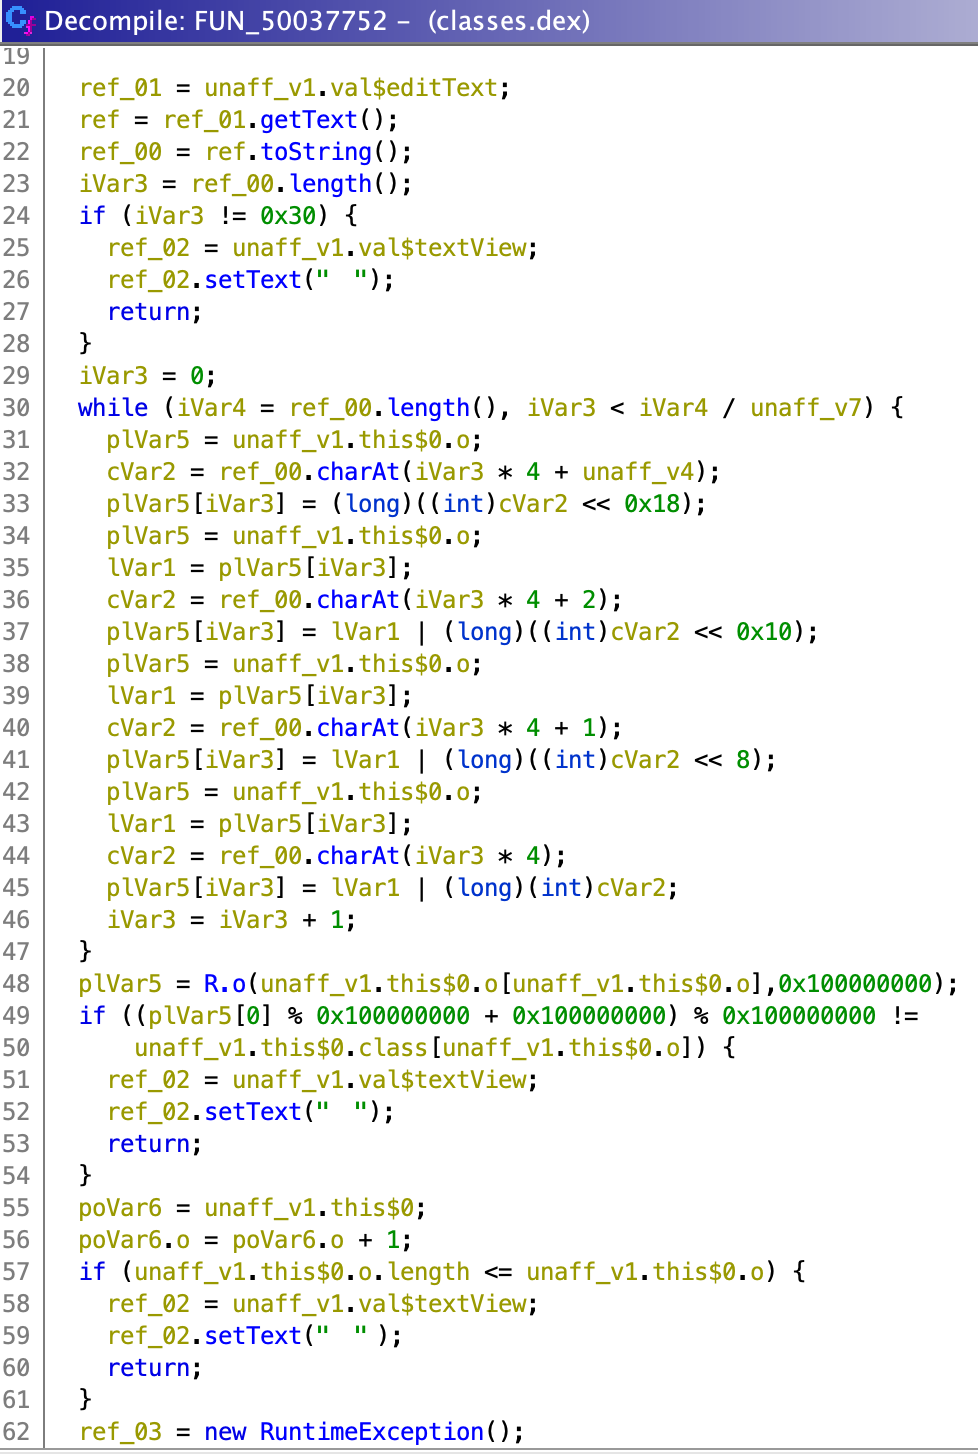 Decompile: FUN_50037752 – (classes.dex)
19
20 ref_01 = unaff_v1.val$editText;
21 ref = ref_01.getText();
22 ref_00 = ref.toString();
23 iVar3 = ref_00.length();
24 if (iVar3 != 0x30) {
25 ref_02 = unaff_v1.val$textView;
26 ref_02.setText("  ");
27 return;
28 }
29 iVar3 = 0;
30 while (iVar4 = ref_00.length(), iVar3 < iVar4 / unaff_v7) {
31 plVar5 = unaff_v1.this$0.o;
32 cVar2 = ref_00.charAt(iVar3 * 4 + unaff_v4);
33 plVar5[iVar3] = (long)((int)cVar2 << 0x18);
34 plVar5 = unaff_v1.this$0.o;
35 lVar1 = plVar5[iVar3];
36 cVar2 = ref_00.charAt(iVar3 * 4 + 2);
37 plVar5[iVar3] = lVar1 | (long)((int)cVar2 << 0x10);
38 plVar5 = unaff_v1.this$0.o;
39 lVar1 = plVar5[iVar3];
40 cVar2 = ref_00.charAt(iVar3 * 4 + 1);
41 plVar5[iVar3] = lVar1 | (long)((int)cVar2 << 8);
42 plVar5 = unaff_v1.this$0.o;
43 lVar1 = plVar5[iVar3];
44 cVar2 = ref_00.charAt(iVar3 * 4);
45 plVar5[iVar3] = lVar1 | (long)(int)cVar2;
46 iVar3 = iVar3 + 1;
47 }
48 plVar5 = R.o(unaff_v1.this$0.o[unaff_v1.this$0.o],0x100000000);
49 if ((plVar5[0] % 0x100000000 + 0x100000000) % 0x100000000 !=
50 unaff_v1.this$0.class[unaff_v1.this$0.o]) {
51 ref_02 = unaff_v1.val$textView;
52 ref_02.setText("  ");
53 return;
54 }
55 poVar6 = unaff_v1.this$0;
56 poVar6.o = poVar6.o + 1;
57 if (unaff_v1.this$0.o.length <= unaff_v1.this$0.o) {
58 ref_02 = unaff_v1.val$textView;
59 ref_02.setText("  " );
60 return;
61 }
62 ref_03 = new RuntimeException();